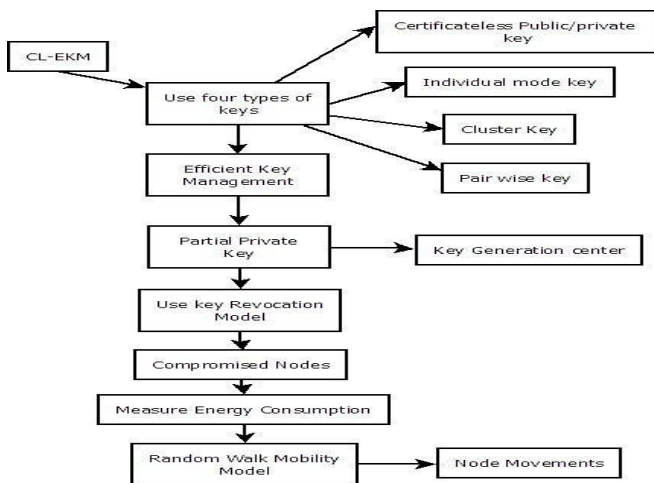 Certificateless Public/private
key
CL-EKM
Use four types of
keys
Individual mode key
Cluster Key
Pair wise key
Efficient Key
Management
Partial Private
Key
Key Generation center
Use key Revocation
Model
Compromised Nodes
Measure Energy Consumption
Random Walk Mobility
Model
Node Movements